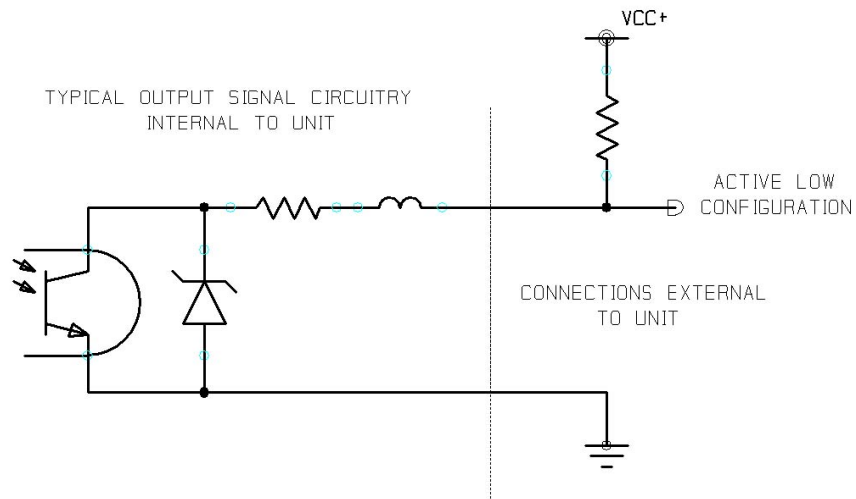 VCC+
TYPICAL OUTPUT SIGNAL CIRCUITRY
INTERNAL TO UNIT
ACTIVE LOW
CONFIGURATION
CONNECTIONS EXTERNAL
TO UNIT